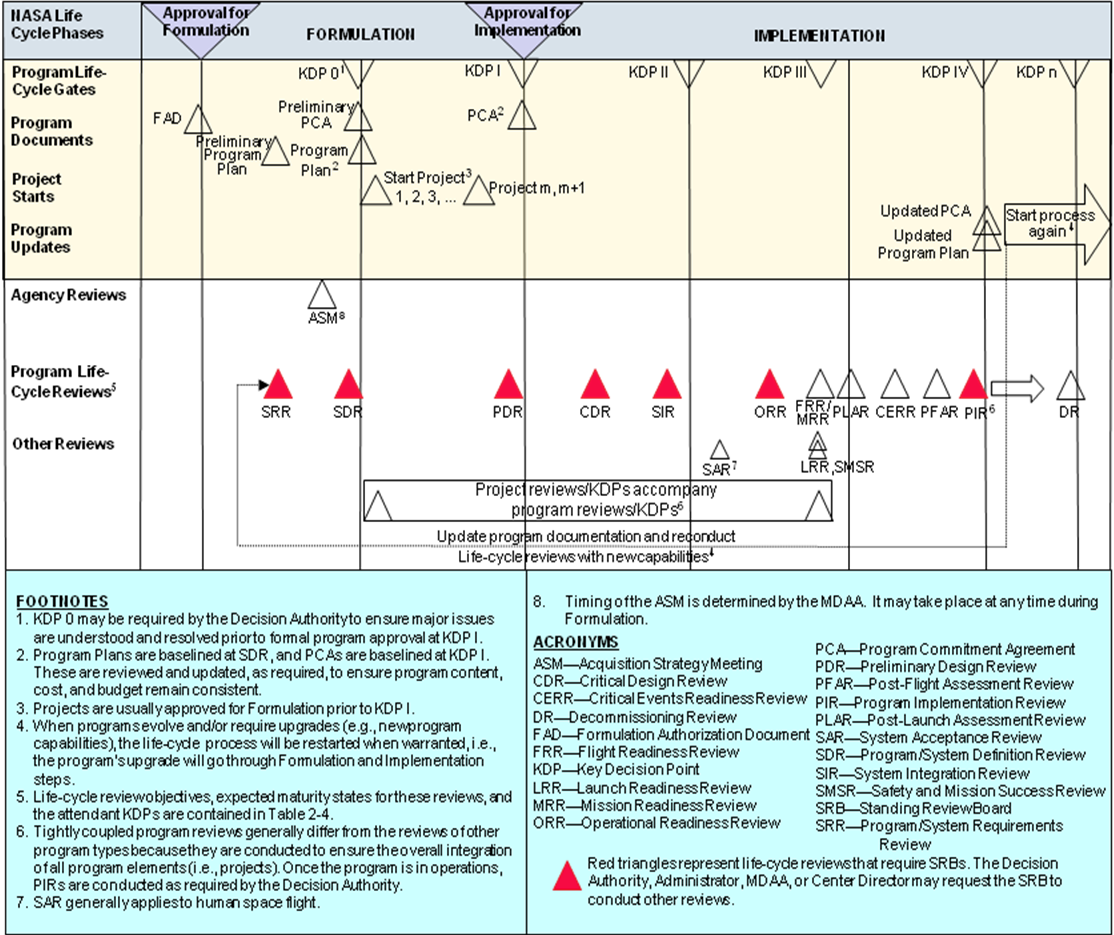 NASA Life
Cycle Phases
Approval for
Formulation
FORMULATION
Approval for
Implementation
IMPLEMENTATION
Program Life-
Cycle Gates
KDP 0¹
KDP I
KDP II
KDP III
KDP IV
KDP n
Program
Documents
FAD
Preliminary
Program
Plan
Preliminary
PCA
Program
Plan²
PCA²
Project
Starts
Start Project³
1, 2, 3, ...
Project m, m+1
Program
Updates
Updated PCA
Updated
Program Plan
Start process
again⁴
Agency Reviews
ASM⁸
Program Life-
Cycle Reviews⁵
SRR
SDR
PDR
CDR
SIR
ORR
FRR/
MRR
PLAR
CERR
PFAR
PIR⁶
DR
Other Reviews
SAR⁷
LRR, SMSR
Project reviews/KDPs accompany
program reviews/KDPs⁶
Update program documentation and reconduct
Life-cycle reviews with new capabilities⁴
FOOTNOTES
1. KDP 0 may be required by the Decision Authority to ensure major issues
are understood and resolved prior to formal program approval at KDP I.
2. Program Plans are baselined at SDR, and PCAs are baselined at KDP I.
These are reviewed and updated, as required, to ensure program content,
cost, and budget remain consistent.
3. Projects are usually approved for Formulation prior to KDP I.
4. When programs evolve and/or require upgrades (e.g., new program
capabilities), the life-cycle process will be restarted when warranted, i.e.,
the program's upgrade will go through Formulation and Implementation
steps.
5. Life-cycle review objectives, expected maturity states for these reviews, and
the attendant KDPs are contained in Table 2-4.
6. Tightly coupled program reviews generally differ from the reviews of other
program types because they are conducted to ensure the overall integration
of all program elements (i.e., projects). Once the program is in operations,
PIRs are conducted as required by the Decision Authority.
7. SAR generally applies to human space flight.
8. Timing of the ASM is determined by the MDAA. It may take place at any time during
Formulation.
ACRONYMS
ASM—Acquisition Strategy Meeting
CDR—Critical Design Review
CERR—Critical Events Readiness Review
DR—Decommissioning Review
FAD—Formulation Authorization Document
FRR—Flight Readiness Review
KDP—Key Decision Point
LRR—Launch Readiness Review
MRR—Mission Readiness Review
ORR—Operational Readiness Review
PCA—Program Commitment Agreement
PDR—Preliminary Design Review
PFAR—Post-Flight Assessment Review
PIR—Program Implementation Review
PLAR—Post-Launch Assessment Review
SAR—System Acceptance Review
SDR—Program/System Definition Review
SIR—System Integration Review
SMSR—Safety and Mission Success Review
SRB—Standing Review Board
SRR—Program/System Requirements
Review
Red triangles represent life-cycle reviews that require SRBs. The Decision
Authority, Administrator, MDAA, or Center Director may request the SRB to
conduct other reviews.